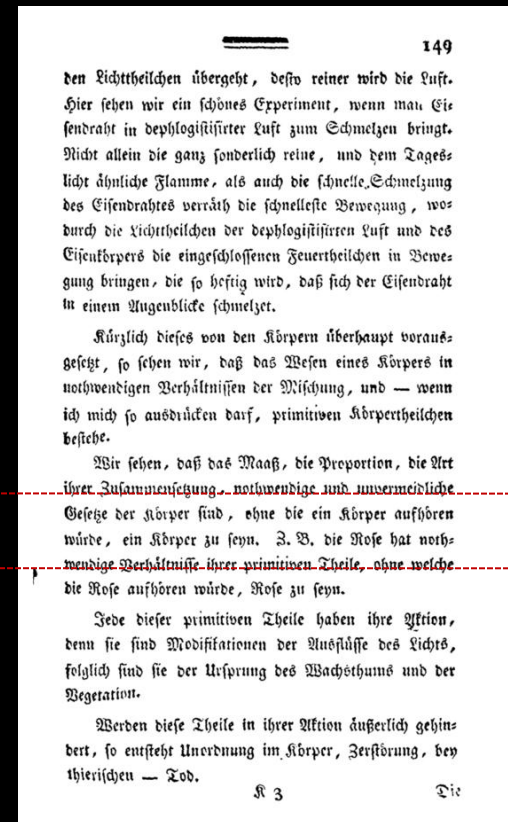 149
den Lichttheilchen übergeht, desto reiner wird die Luft.
Hier sehen wir ein schönes Experiment, wenn man Ei-
sendraht in dephlogistisirter Luft zum Schmelzen bringt.
Nicht allein die ganz sonderlich reine, und dem Tages-
licht ähnliche Flamme, als auch die schnelle Schmelzung
des Eisendrahtes verräth die schnelleste Bewegung, wo-
durch die Lichttheilchen der dephlogistisirten Luft und des
Eisenkörpers die eingeschlossenen Feuertheilchen in Bewe-
gung bringen, die so heftig wird, daß sich der Eisendraht
in einem Augenblicke schmelzet.
Kürzlich dieses von den Körpern überhaupt voraus-
gesetzt, so sehen wir, daß das Wesen eines Körpers in
nothwendigen Verhältnissen der Mischung, und — wenn
ich mich so ausdrücken darf, primitiven Körpertheilchen
bestehe.
Wir sehen, daß das Maaß, die Proportion, die Art
ihrer Zusammensetzung, nothwendige und unvermeidliche
Gesetze der Körper sind, ohne die ein Körper aufhören
würde, ein Körper zu seyn. Z. B. die Rose hat noth-
wendige Verhältnisse ihrer primitiven Theile, ohne welche
die Rose aufhören würde, Rose zu seyn.
Jede dieser primitiven Theile haben ihre Aktion,
denn sie sind Modifikationen der Ausflüsse des Lichts,
folglich sind sie der Ursprung des Wachsthums und der
Vegetation.
Werden diese Theile in ihrer Aktion äußerlich gehin-
dert, so entsteht Unordnung im Körper, Zerstörung, bey
thierischen — Tod.
K 3 Die